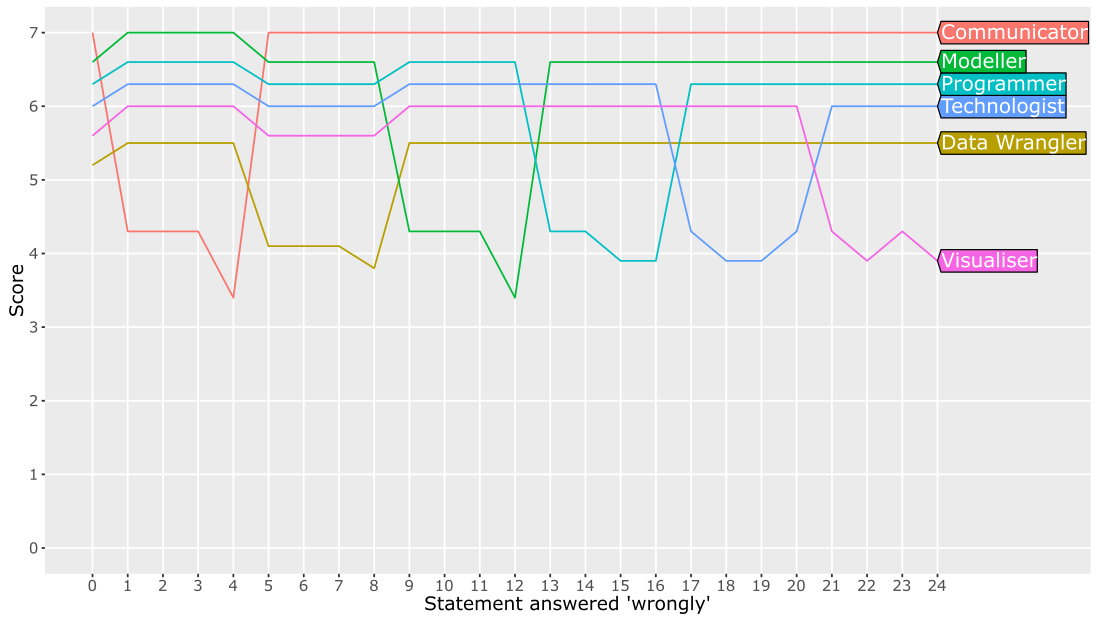 7
Communicator
Modeller
Programmer
6
Technologist
Data Wrangler
5
4
Visualiser
3
2
1
0
Score
0 1 2 3 4 5 6 7 8 9 10 11 12 13 14 15 16 17 18 19 20 21 22 23 24
Statement answered 'wrongly'